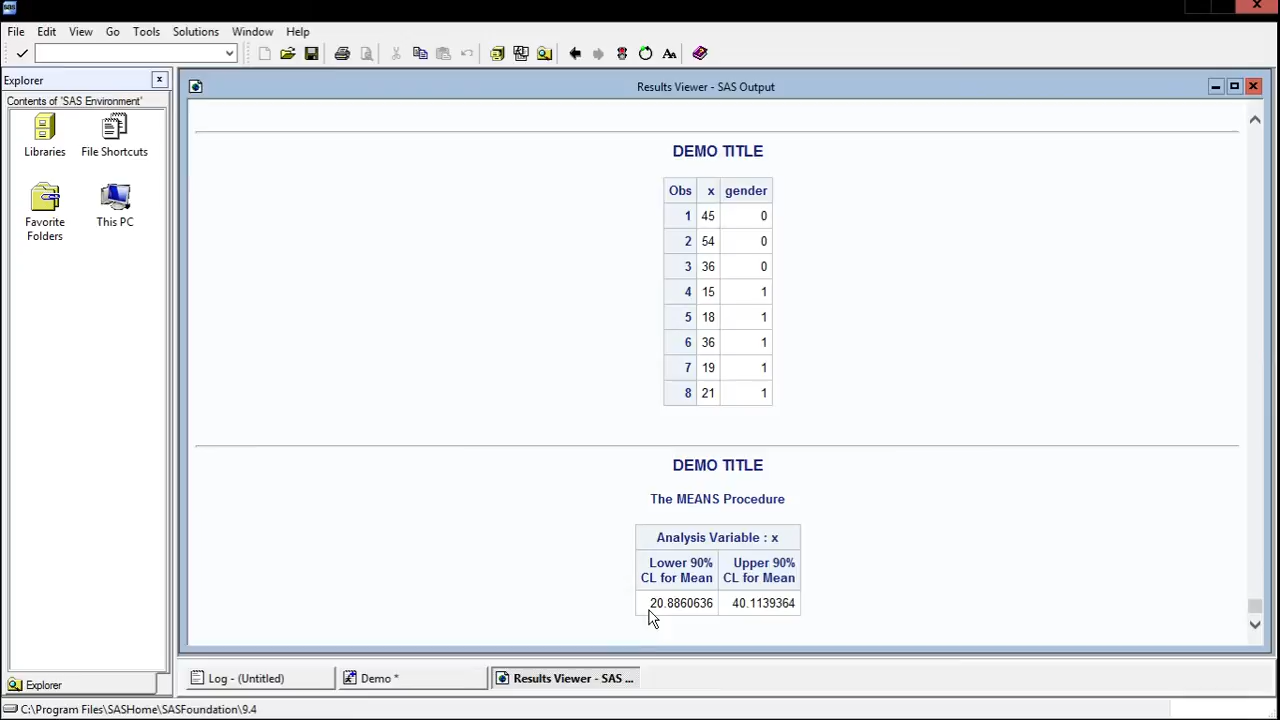 SAS
File Edit View Go Tools Solutions Window Help
Explorer
Results Viewer - SAS Output
Contents of 'SAS Environment'
Libraries
File Shortcuts
Favorite
Folders
This PC
DEMO TITLE
Obs x gender
1 45 0
2 54 0
3 36 0
4 15 1
5 18 1
6 36 1
7 19 1
8 21 1
DEMO TITLE
The MEANS Procedure
Analysis Variable : x
Lower 90%
CL for Mean
Upper 90%
CL for Mean
20.8860636 40.1139364
Explorer
Log - (Untitled)
Demo *
Results Viewer - SAS ...
C:\Program Files\SASHome\SASFoundation\9.4